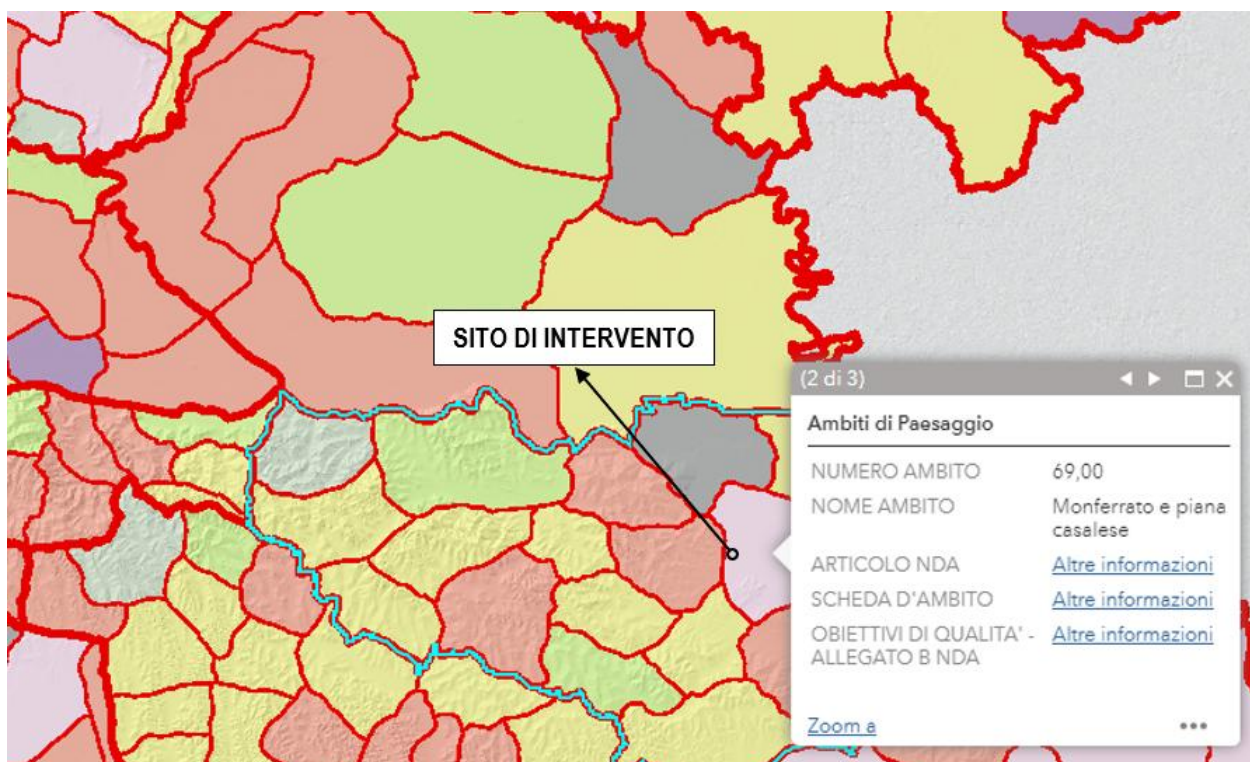 SITO DI INTERVENTO
(2 di 3)
Ambiti di Paesaggio
NUMERO AMBITO 69,00
NOME AMBITO Monferrato e piana
casalese
ARTICOLO NDA Altre informazioni
SCHEDA D'AMBITO Altre informazioni
OBIETTIVI DI QUALITA' - Altre informazioni
ALLEGATO B NDA
Zoom a